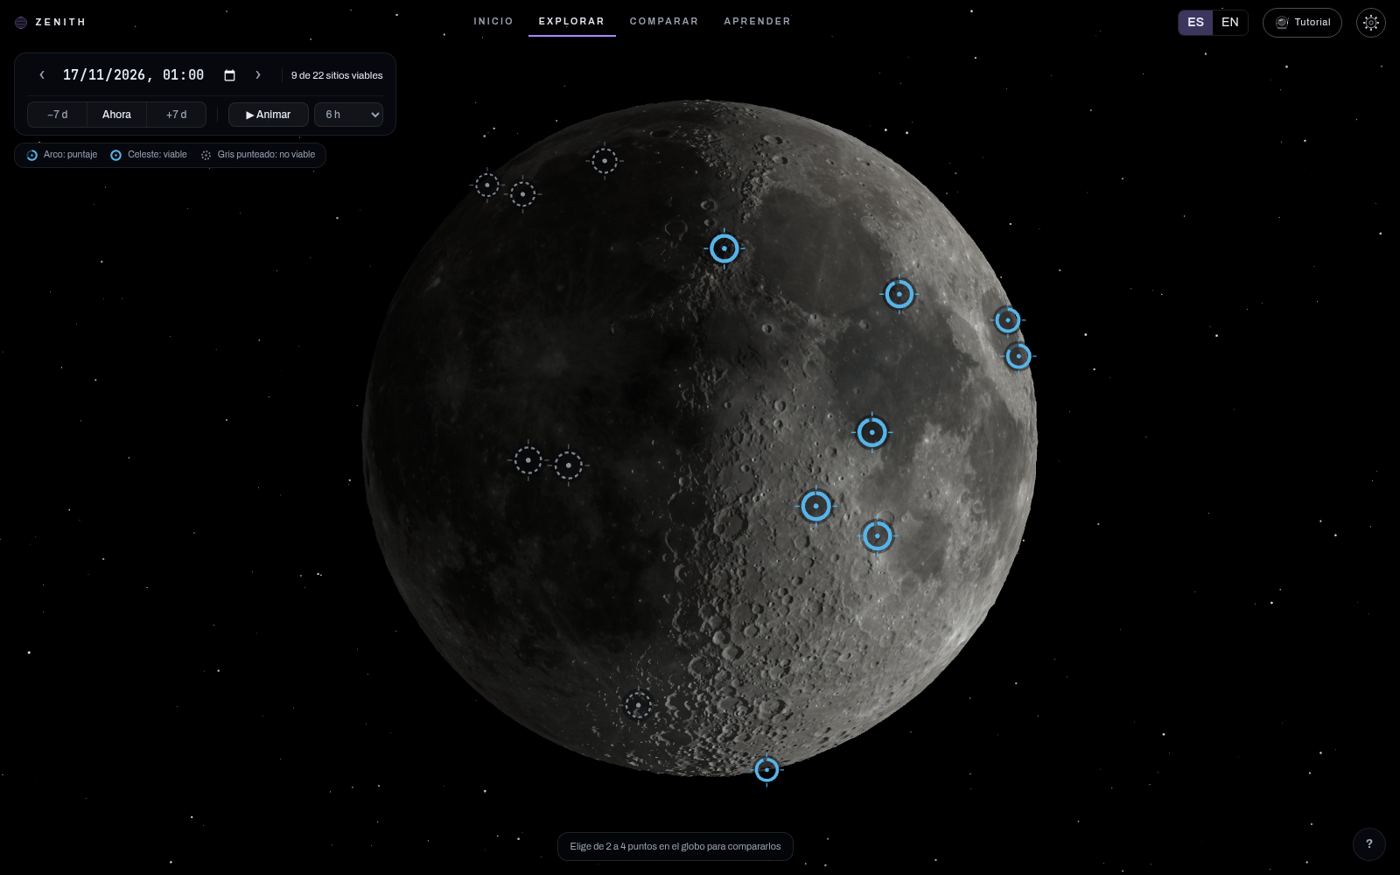 ZENITH
INICIO EXPLORAR COMPARAR APRENDER
ES EN Tutorial
17/11/2026, 01:00 9 de 22 sitios viables
−7 d Ahora +7 d ▶ Animar 6 h
Arco: puntaje Celeste: viable Gris punteado: no viable
Elige de 2 a 4 puntos en el globo para compararlos
?